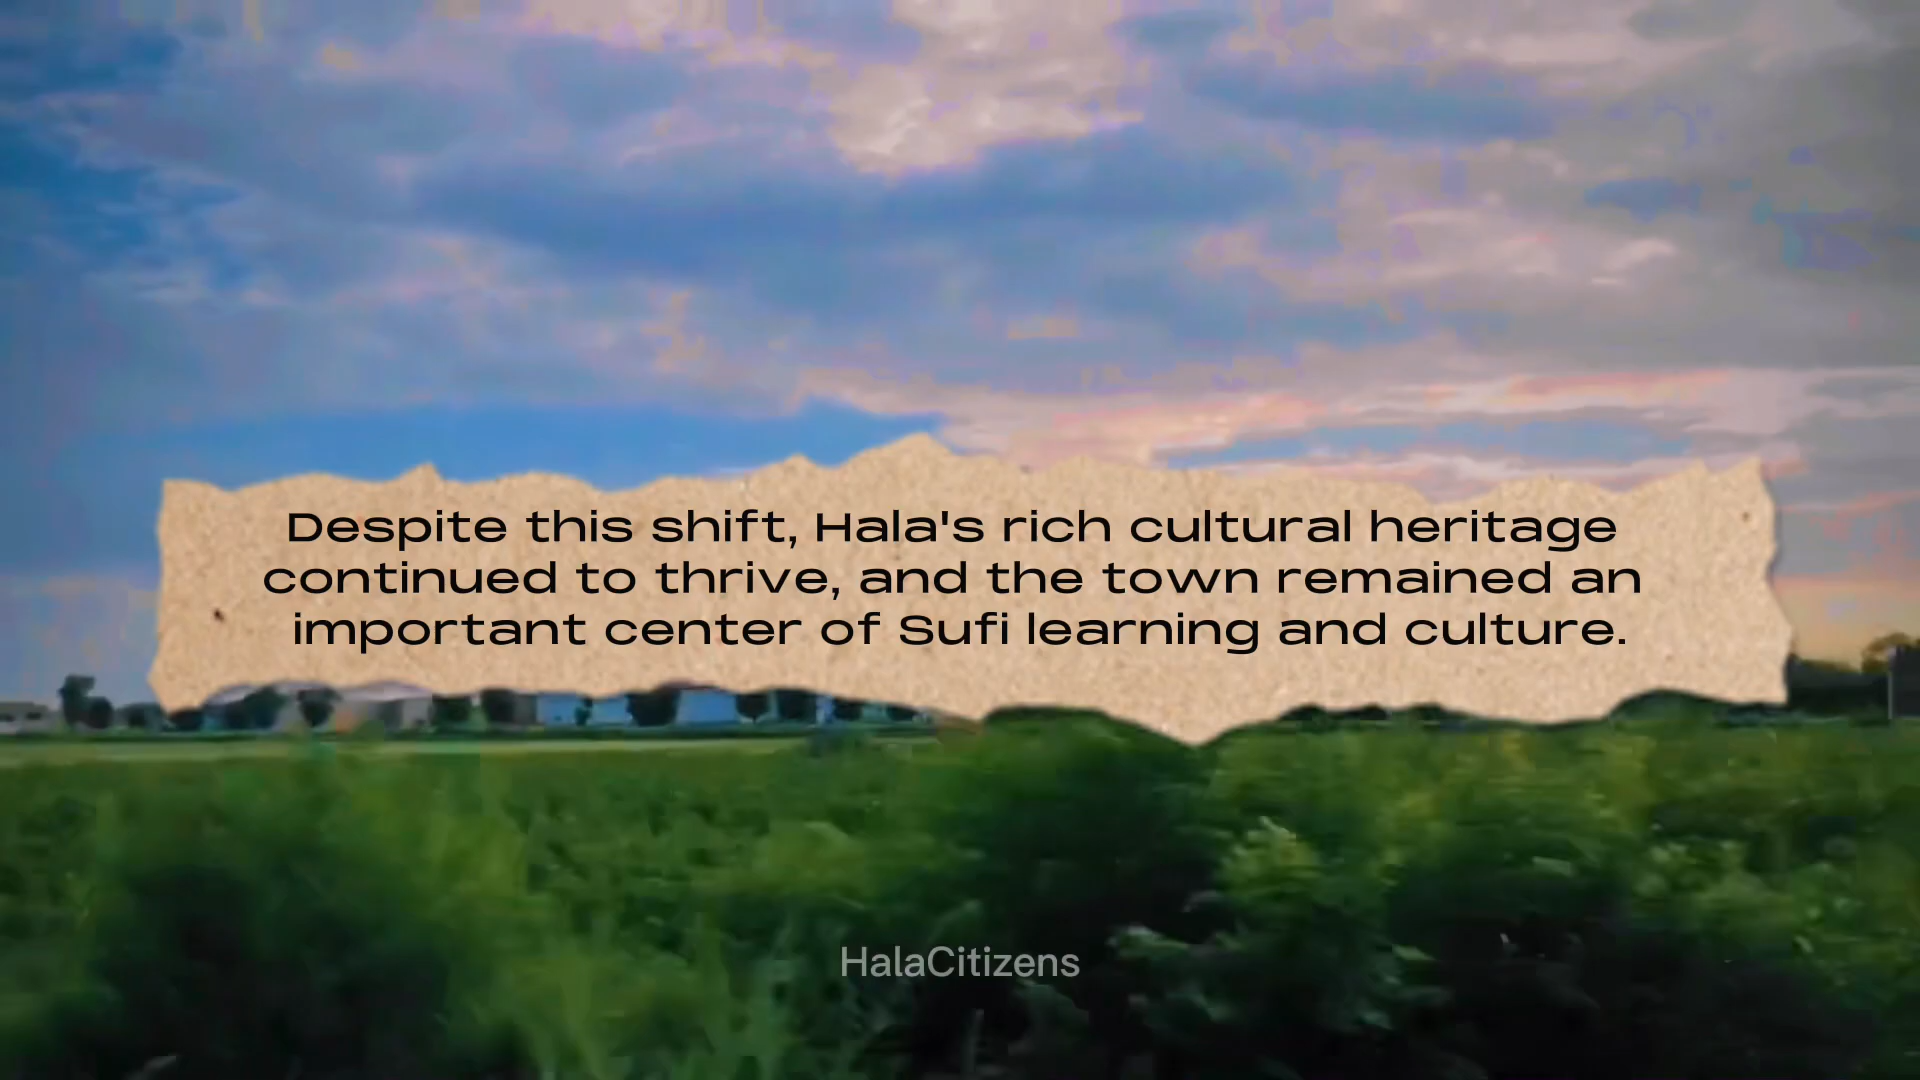 Despite this shift, Hala's rich cultural heritage
continued to thrive, and the town remained an
important center of Sufi learning and culture.
HalaCitizens